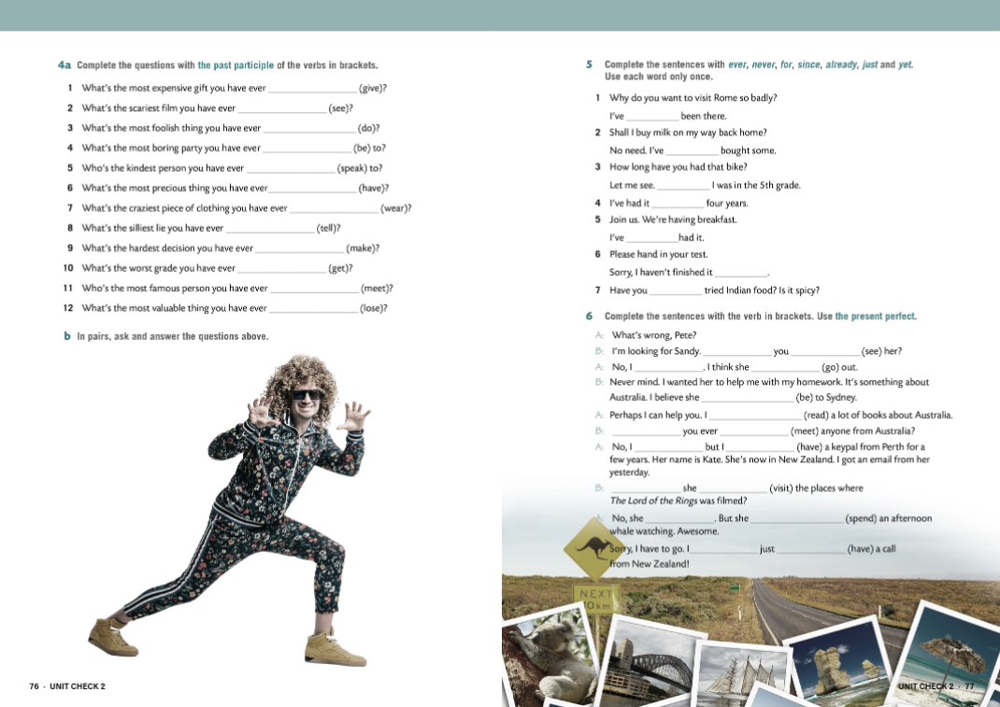 4a Complete the questions with the past participle of the verbs in brackets.
1 What's the most expensive gift you have ever ____________ (give)?
2 What's the scariest film you have ever ____________ (see)?
3 What's the most foolish thing you have ever ____________ (do)?
4 What's the most boring party you have ever ____________ (be) to?
5 Who's the kindest person you have ever ____________ (speak) to?
6 What's the most precious thing you have ever ____________ (have)?
7 What's the craziest piece of clothing you have ever ____________ (wear)?
8 What's the silliest lie you have ever ____________ (tell)?
9 What's the hardest decision you have ever ____________ (make)?
10 What's the worst grade you have ever ____________ (get)?
11 Who's the most famous person you have ever ____________ (meet)?
12 What's the most valuable thing you have ever ____________ (lose)?
b In pairs, ask and answer the questions above.
76 · UNIT CHECK 2
5 Complete the sentences with ever, never, for, since, already, just and yet.
Use each word only once.
1 Why do you want to visit Rome so badly?
I've ________ been there.
2 Shall I buy milk on my way back home?
No need. I've ________ bought some.
3 How long have you had that bike?
Let me see. ________ I was in the 5th grade.
4 I've had it ________ four years.
5 Join us. We're having breakfast.
I've ________ had it.
6 Please hand in your test.
Sorry, I haven't finished it ________.
7 Have you ________ tried Indian food? Is it spicy?
6 Complete the sentences with the verb in brackets. Use the present perfect.
A: What's wrong, Pete?
B: I'm looking for Sandy. __________ you __________ (see) her?
A: No, I __________. I think she __________ (go) out.
B: Never mind. I wanted her to help me with my homework. It's something about
Australia. I believe she ____________ (be) to Sydney.
A: Perhaps I can help you. I ____________ (read) a lot of books about Australia.
B: __________ you ever __________ (meet) anyone from Australia?
A: No, I __________ but I __________ (have) a keypal from Perth for a
few years. Her name is Kate. She's now in New Zealand. I got an email from her
yesterday.
B: __________ she __________ (visit) the places where
The Lord of the Rings was filmed?
A: No, she __________. But she ____________ (spend) an afternoon
whale watching. Awesome.
Sorry, I have to go. I __________ just __________ (have) a call
from New Zealand!
NEXT
0 km
UNIT CHECK 2 · 77